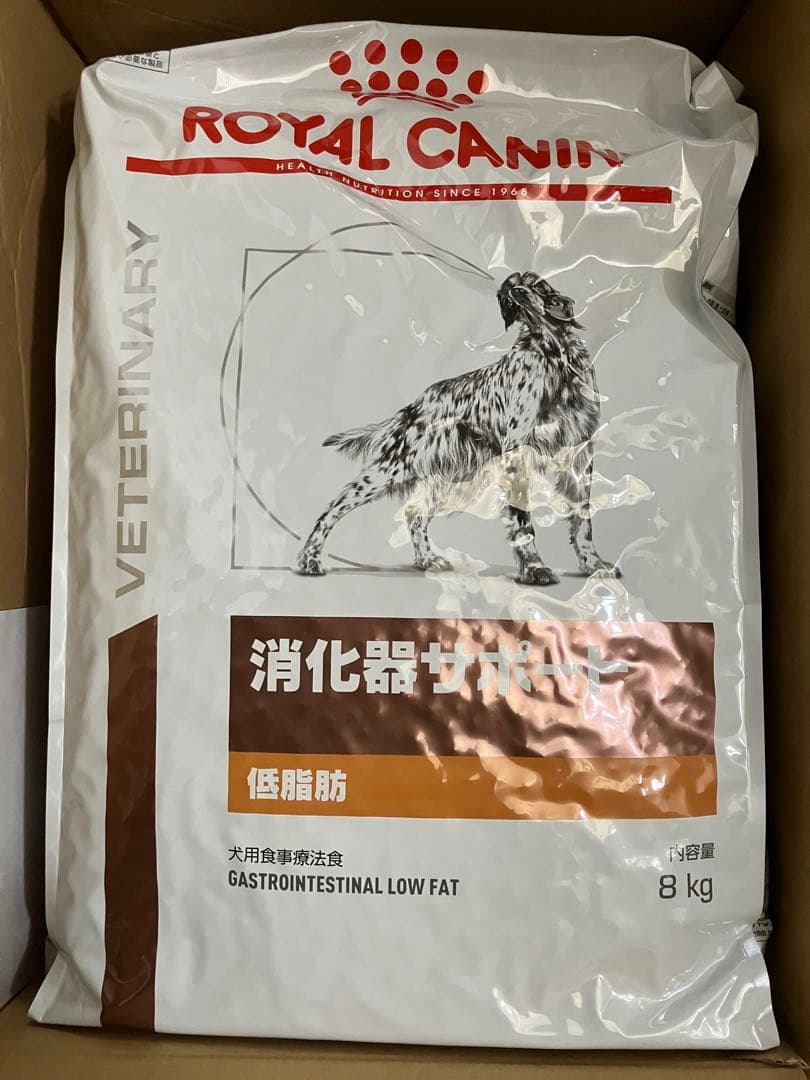 ROYAL CANIN
HEALTH NUTRITION SINCE 1968
VETERINARY
消化器サポート
低脂肪
犬用食事療法食
GASTROINTESTINAL LOW FAT
内容量
8 kg